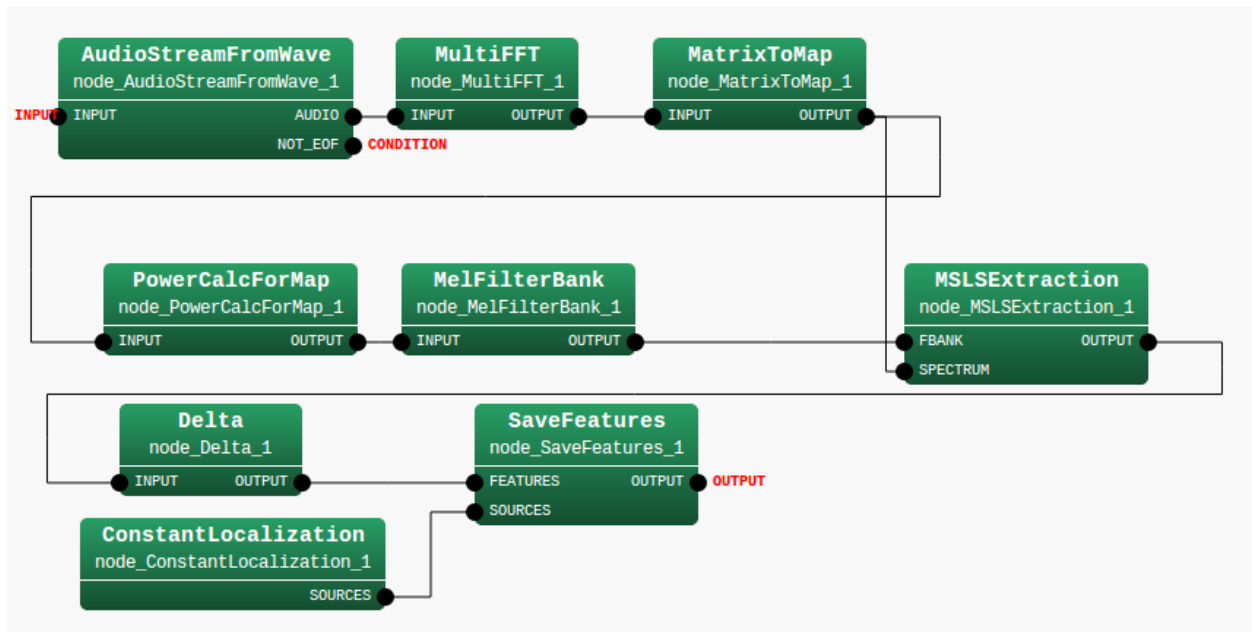 AudioStreamFromWave
node_AudioStreamFromWave_1
INPUT INPUT AUDIO
NOT_EOF CONDITION
MultiFFT
node_MultiFFT_1
INPUT OUTPUT
MatrixToMap
node_MatrixToMap_1
INPUT OUTPUT
PowerCalcForMap
node_PowerCalcForMap_1
INPUT OUTPUT
MelFilterBank
node_MelFilterBank_1
INPUT OUTPUT
MSLSExtraction
node_MSLSExtraction_1
FBANK OUTPUT
SPECTRUM
Delta
node_Delta_1
INPUT OUTPUT
SaveFeatures
node_SaveFeatures_1
FEATURES OUTPUT OUTPUT
SOURCES
ConstantLocalization
node_ConstantLocalization_1
SOURCES